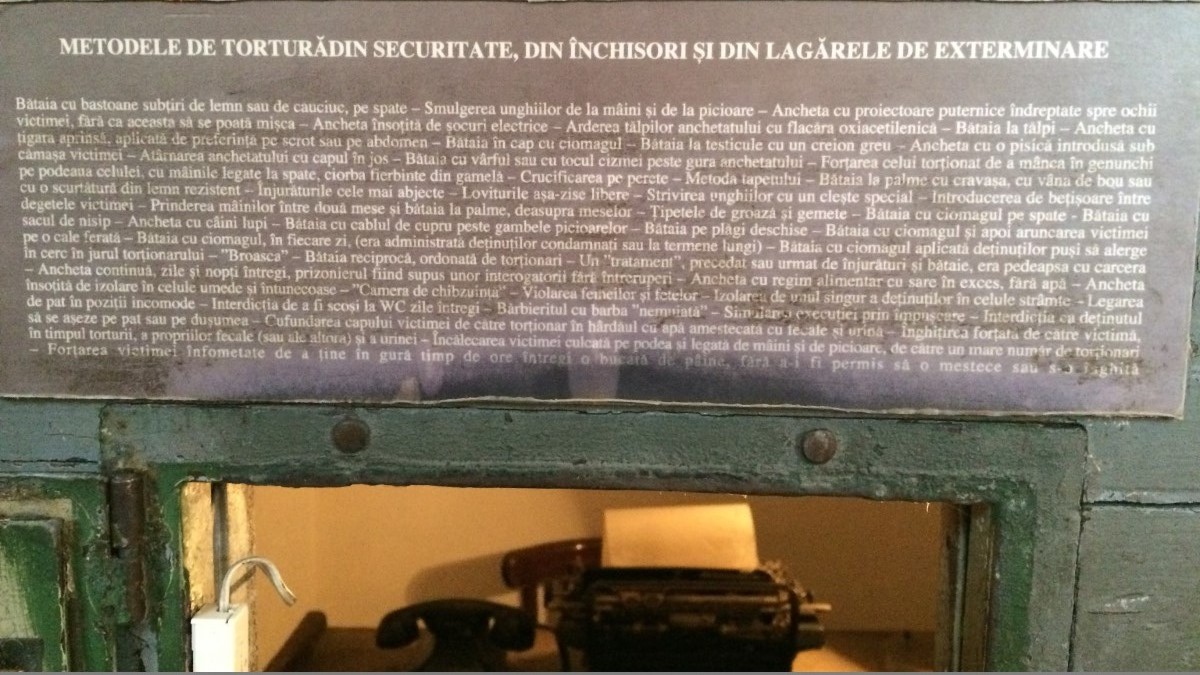 METODELE DE TORTURĂDIN SECURITATE, DIN ÎNCHISORI ȘI DIN LAGĂRELE DE EXTERMINARE
Bătaia cu bastoane subțiri de lemn sau de cauciuc, pe spate – Smulgerea unghiilor de la mâini și de la picioare – Ancheta cu proiectoare puternice îndreptate spre ochii
victimei, fără ca aceasta să se poată mișca – Ancheta însoțită de șocuri electrice – Arderea tălpilor anchetatului cu flacăra oxiacetilenică – Bătaia la tălpi – Ancheta cu
țigara aprinsă, aplicată de preferință pe scrot sau pe abdomen – Bătaia în cap cu ciomagul – Bătaia la testicule cu un creion greu – Ancheta cu o pisică introdusă sub
cămașa victimei – Atârnarea anchetatului cu capul în jos – Bătaia cu vârful sau cu tocul cizmei peste gura anchetatului – Forțarea celui torționat de a mânca în genunchi
pe podeaua celulei, cu mâinile legate la spate, ciorba fierbinte din gamelă – Crucificarea pe perete – Metoda tapetului – Bătaia la palme cu cravașa, cu vâna de bou sau
cu o scurtătură din lemn rezistent – Înjurăturile cele mai abjecte – Loviturile așa-zise libere – Strivirea unghiilor cu un clește special – Introducerea de bețișoare între
degetele victimei – Prinderea mâinilor între două mese și bătaia la palme, deasupra meselor – Țipetele de groază și gemete – Bătaia cu ciomagul pe spate - Bătaia cu
sacul de nisip – Ancheta cu câini lupi – Bătaia cu cablul de cupru peste gambele picioarelor – Bătaia pe plăgi deschise – Bătaia cu ciomagul și apoi aruncarea victimei
pe o cale ferată – Bătaia cu ciomagul, în fiecare zi, (era administrată deținuților condamnați sau la termene lungi) – Bătaia cu ciomagul aplicată deținuților puși să alerge
în cerc în jurul torționarului – "Broasca" – Bătaia reciprocă, ordonată de torționari – Un "tratament", precedat sau urmat de înjurături și bătaie, era pedeapsa cu carcera
– Ancheta continuă, zile și nopți întregi, prizonierul fiind supus unor interogatorii fără întreruperi – Ancheta cu regim alimentar cu sare în exces, fără apă – Ancheta
însoțită de izolare în celule umede și întunecoase – "Camera de chibzuință" – Violarea femeilor și fetelor – Izolarea de unul singur a deținuților în celule strâmte - Legarea
de pat în poziții incomode – Interdicția de a fi scoși la WC zile întregi – Bărbieritul cu barba "nemuiată" – Simularea execuției prin împușcare – Interdicția ca deținutul
să se așeze pe pat sau pe dușumea – Cufundarea capului victimei de către torționar în hârdăul cu apă amestecată cu fecale și urină – Înghițirea forțată de către victimă,
în timpul torturii, a propriilor fecale (sau ale altora) și a urinei – Încălecarea victimei culcată pe podea și legată de mâini și de picioare, de către un mare număr de torționari
– Forțarea victimei înfometate de a ține în gură timp de ore întregi o bucată de pâine, fără a-i fi permis să o mestece sau s-o înghită